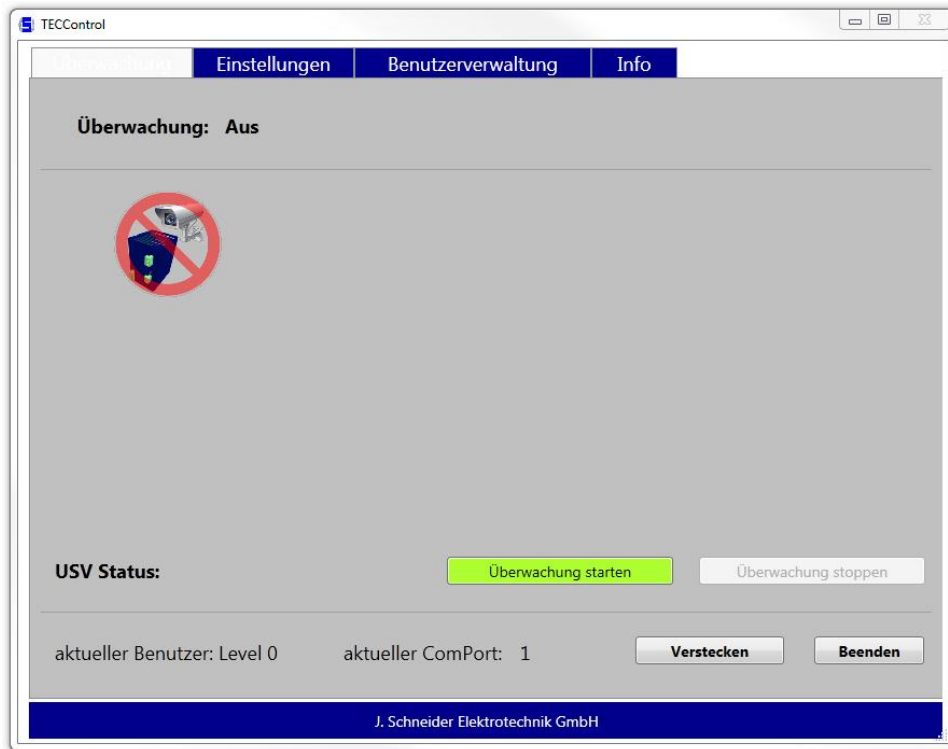 TECControl
Überwachung Einstellungen Benutzerverwaltung Info
Überwachung: Aus
USV Status: Überwachung starten Überwachung stoppen
aktueller Benutzer: Level 0 aktueller ComPort: 1 Verstecken Beenden
J. Schneider Elektrotechnik GmbH